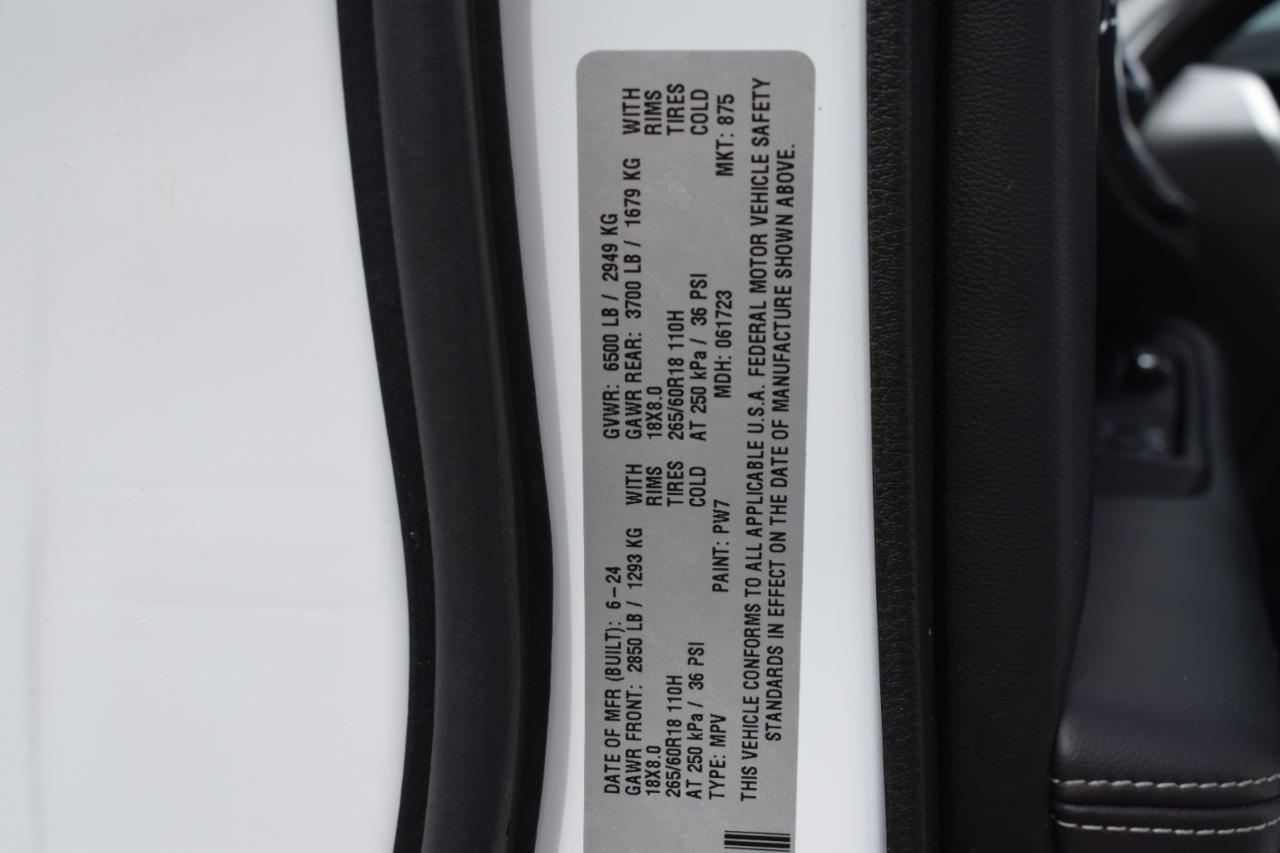 DATE OF MFR (BUILT): 6-24 GVWR: 6500 LB / 2949 KG
GAWR FRONT: 2850 LB / 1293 KG WITH GAWR REAR: 3700 LB / 1679 KG WITH
18X8.0 RIMS 18X8.0 RIMS
265/60R18 110H TIRES 265/60R18 110H TIRES
AT 250 kPa / 36 PSI COLD AT 250 kPa / 36 PSI COLD
TYPE: MPV PAINT: PW7 MDH: 061723 MKT: 875
THIS VEHICLE CONFORMS TO ALL APPLICABLE U.S.A. FEDERAL MOTOR VEHICLE SAFETY
STANDARDS IN EFFECT ON THE DATE OF MANUFACTURE SHOWN ABOVE.